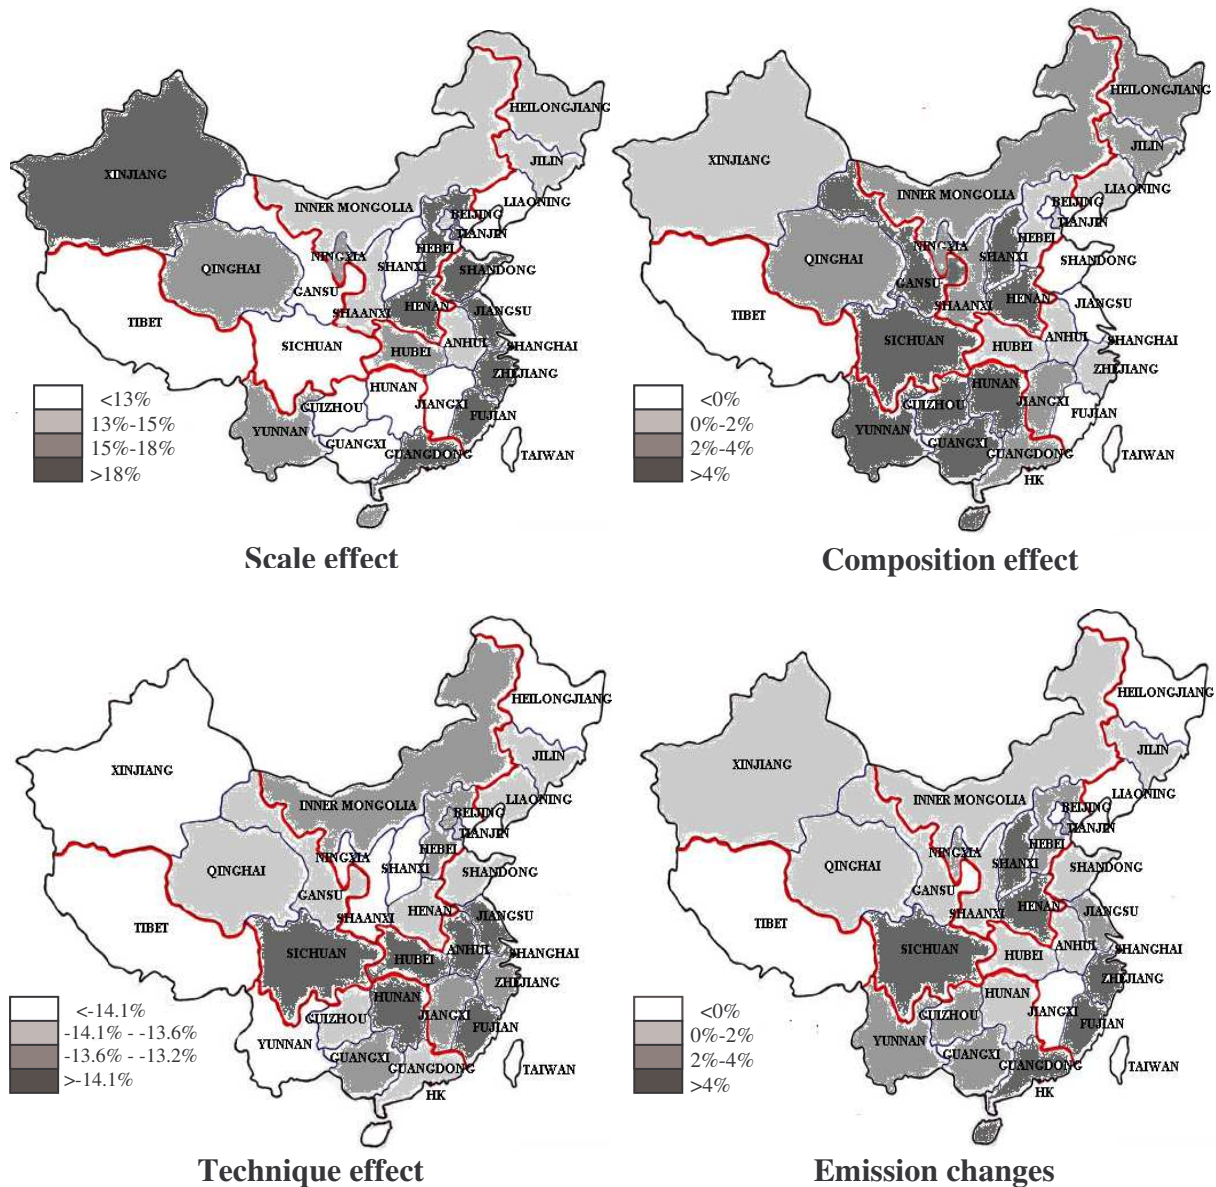 HEILONGJIANG
JILIN
LIAONING
XINJIANG
INNER MONGOLIA
BEIJING
TIANJIN
HEBEI
NINGXIA
SHANXI
SHANDONG
QINGHAI
GANSU
HENAN
SHAANXI
JIANGSU
TIBET
SICHUAN
ANHUI
SHANGHAI
HUBEI
ZHEJIANG
HUNAN
GUIZHOU
JIANGXI
FUJIAN
YUNNAN
GUANGXI
GUANGDONG
TAIWAN
<13%
13%-15%
15%-18%
>18%
Scale effect
HEILONGJIANG
JILIN
XINJIANG
INNER MONGOLIA
LIAONING
BEIJING
TIANJIN
HEBEI
NINGXIA
SHANXI
SHANDONG
QINGHAI
GANSU
HENAN
SHAANXI
JIANGSU
TIBET
SICHUAN
ANHUI
SHANGHAI
HUBEI
ZHEJIANG
HUNAN
GUIZHOU
JIANGXI
FUJIAN
YUNNAN
GUANGXI
GUANGDONG
TAIWAN
HK
<0%
0%-2%
2%-4%
>4%
Composition effect
HEILONGJIANG
JILIN
XINJIANG
LIAONING
INNER MONGOLIA
BEIJING
TIANJIN
HEBEI
NINGXIA
SHANXI
SHANDONG
QINGHAI
GANSU
HENAN
SHAANXI
JIANGSU
TIBET
SICHUAN
ANHUI
SHANGHAI
HUBEI
ZHEJIANG
HUNAN
GUIZHOU
JIANGXI
FUJIAN
YUNNAN
GUANGXI
GUANGDONG
TAIWAN
HK
<-14.1%
-14.1% - -13.6%
-13.6% - -13.2%
>-14.1%
Technique effect
HEILONGJIANG
JILIN
XINJIANG
LIAONING
INNER MONGOLIA
BEIJING
TIANJIN
HEBEI
NINGXIA
SHANXI
SHANDONG
QINGHAI
GANSU
HENAN
SHAANXI
JIANGSU
TIBET
SICHUAN
ANHUI
SHANGHAI
HUBEI
ZHEJIANG
HUNAN
GUIZHOU
JIANGXI
FUJIAN
YUNNAN
GUANGXI
GUANGDONG
TAIWAN
HK
<0%
0%-2%
2%-4%
>4%
Emission changes